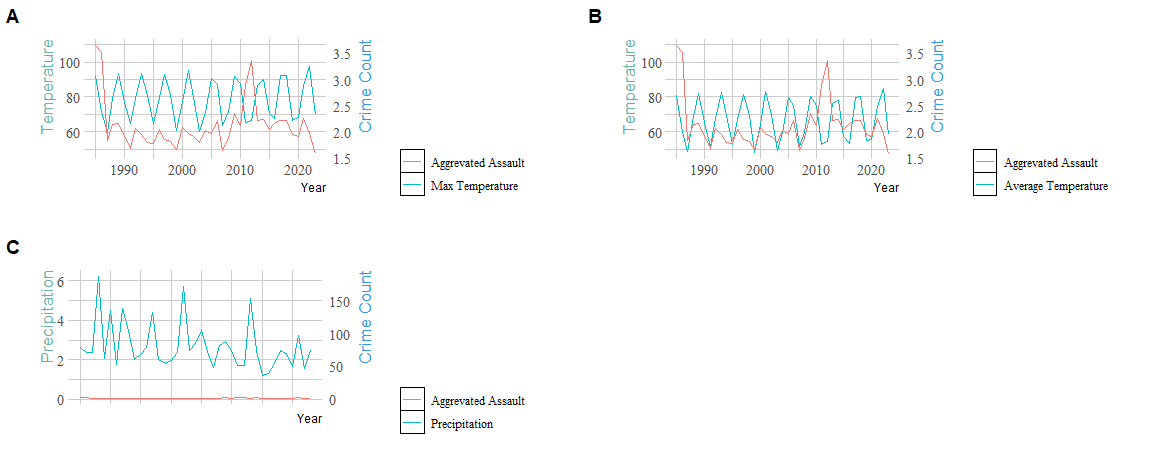 A
Temperature
100
80
60
3.5
3.0
2.5
2.0
1.5
Crime Count
1990
2000
2010
2020
Year
Aggrevated Assault
Max Temperature
B
Temperature
100
80
60
3.5
3.0
2.5
2.0
1.5
Crime Count
1990
2000
2010
2020
Year
Aggrevated Assault
Average Temperature
C
Precipitation
6
4
2
0
150
100
50
0
Crime Count
Year
Aggrevated Assault
Precipitation